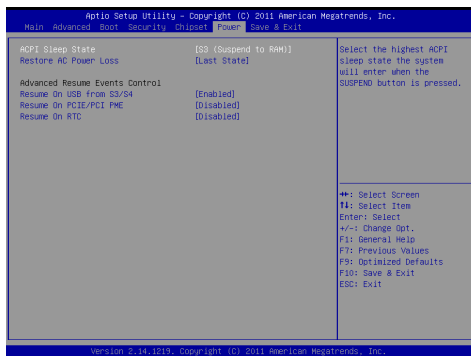 Aptio Setup Utility – Copyright (C) 2011 American Megatrends, Inc.
Main Advanced Boot Security Chipset Power Save & Exit
ACPI Sleep State [S3 (Suspend to RAM)]
Restore AC Power Loss [Last State]
Advanced Resume Events Control
Resume On USB from S3/S4 [Enabled]
Resume On PCIE/PCI PME [Disabled]
Resume On RTC [Disabled]
Select the highest ACPI
sleep state the system
will enter when the
SUSPEND button is pressed.
→←: Select Screen
↑↓: Select Item
Enter: Select
+/-: Change Opt.
F1: General Help
F7: Previous Values
F9: Optimized Defaults
F10: Save & Exit
ESC: Exit
Version 2.14.1219. Copyright (C) 2011 American Megatrends, Inc.